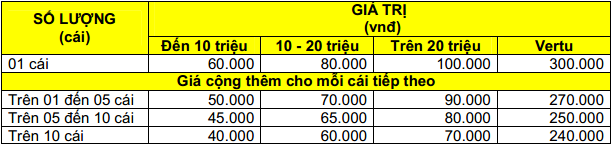 SỐ LƯỢNG
(cái)
GIÁ TRỊ
(vnđ)
Đến 10 triệu 10 - 20 triệu Trên 20 triệu Vertu
01 cái 60.000 80.000 100.000 300.000
Giá cộng thêm cho mỗi cái tiếp theo
Trên 01 đến 05 cái 50.000 70.000 90.000 270.000
Trên 05 đến 10 cái 45.000 65.000 80.000 250.000
Trên 10 cái 40.000 60.000 70.000 240.000